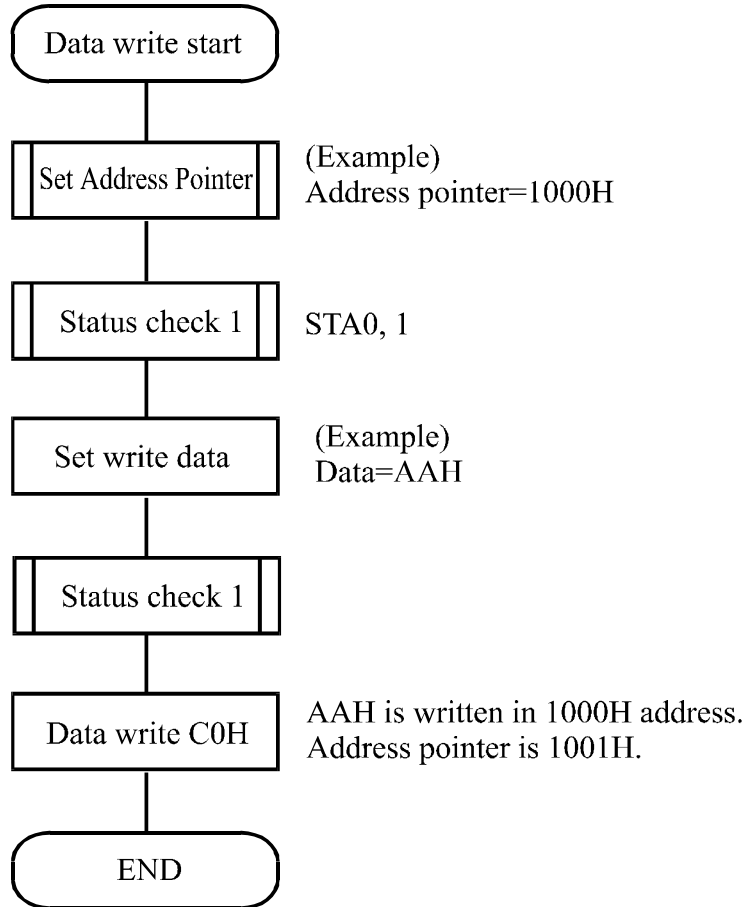 Data write start
Set Address Pointer
(Example)
Address pointer=1000H
Status check 1
STA0, 1
Set write data
(Example)
Data=AAH
Status check 1
Data write C0H
AAH is written in 1000H address.
Address pointer is 1001H.
END